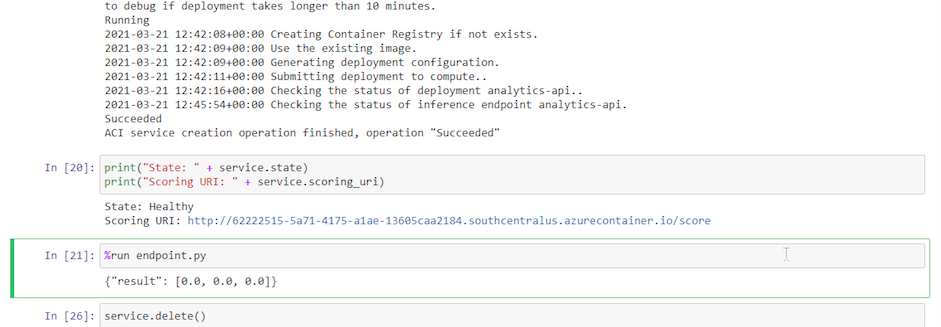 to debug if deployment takes longer than 10 minutes.
Running
2021-03-21 12:42:08+00:00 Creating Container Registry if not exists.
2021-03-21 12:42:09+00:00 Use the existing image.
2021-03-21 12:42:09+00:00 Generating deployment configuration.
2021-03-21 12:42:11+00:00 Submitting deployment to compute..
2021-03-21 12:42:16+00:00 Checking the status of deployment analytics-api..
2021-03-21 12:45:54+00:00 Checking the status of inference endpoint analytics-api.
Succeeded
ACI service creation operation finished, operation "Succeeded"
In [20]: print("State: " + service.state)
print("Scoring URI: " + service.scoring_uri)
State: Healthy
Scoring URI: http://62222515-5a71-4175-a1ae-13605caa2184.southcentralus.azurecontainer.io/score
In [21]: %run endpoint.py
{"result": [0.0, 0.0, 0.0]}
In [26]: service.delete()